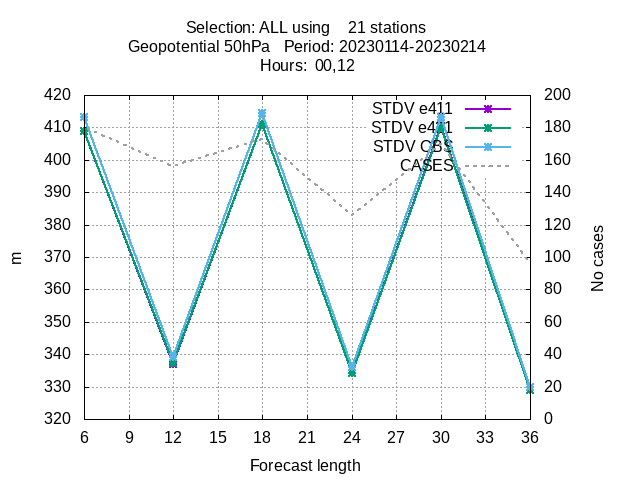 Selection: ALL using    21 stations
Geopotential 50hPa   Period: 20230114-20230214
Hours:  00,12
420 200
STDV e411
410 180
STDV e411
STDV OBS
400 160
CASES
390 140
380 120
370 100
m
No cases
360 80
350 60
340 40
330 20
320 0
6 9 12 15 18 21 24 27 30 33 36
Forecast length